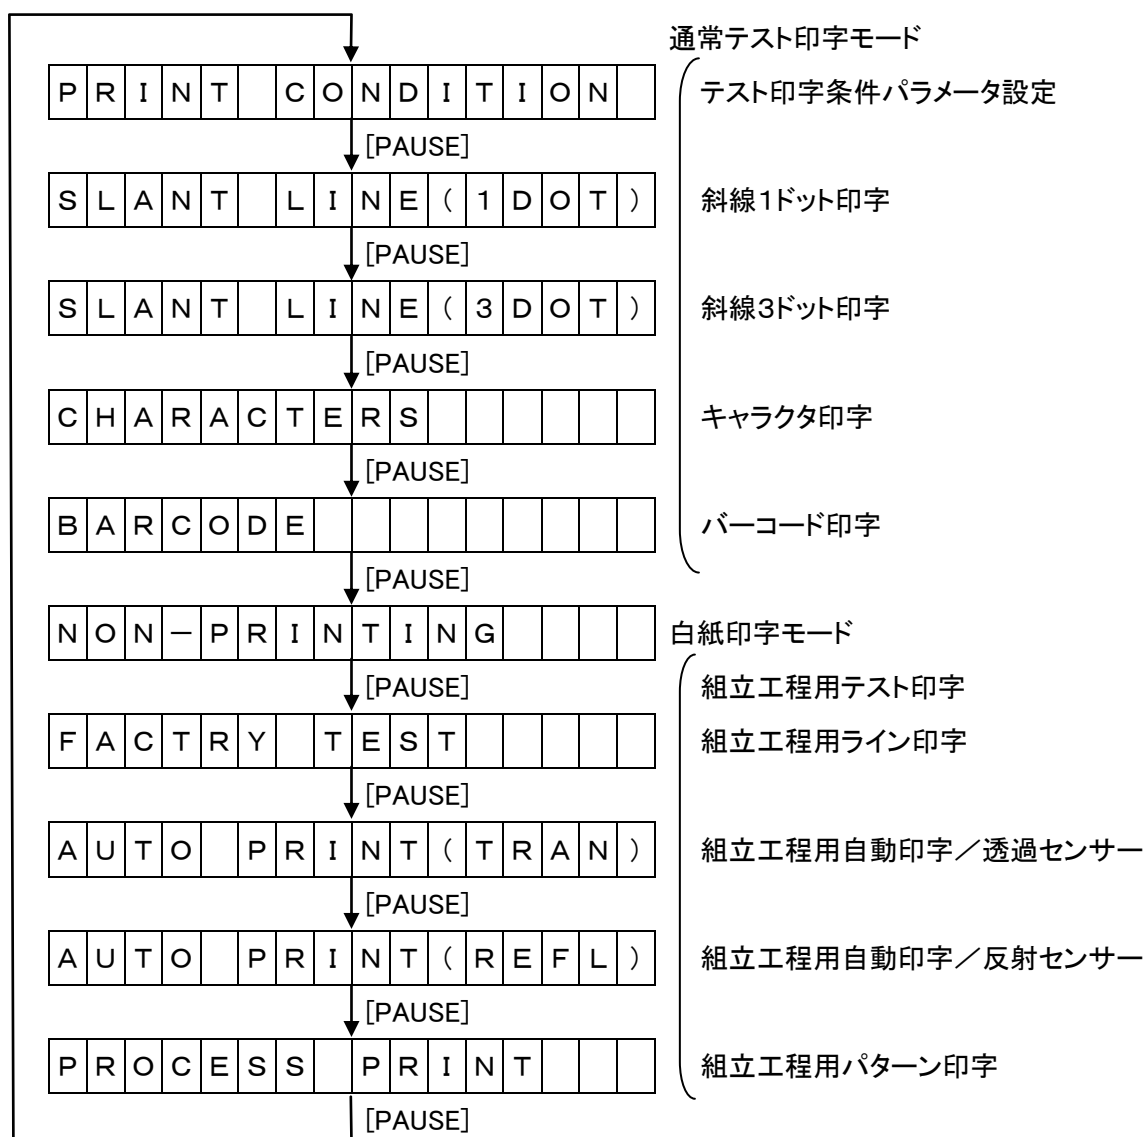 通常テスト印字モード
PRINT CONDITION テスト印字条件パラメータ設定
[PAUSE]
SLANT LINE(1DOT) 斜線1ドット印字
[PAUSE]
SLANT LINE(3DOT) 斜線3ドット印字
[PAUSE]
CHARACTERS キャラクタ印字
[PAUSE]
BARCODE バーコード印字
[PAUSE]
NON-PRINTING 白紙印字モード
[PAUSE] 組立工程用テスト印字
FACTRY TEST 組立工程用ライン印字
[PAUSE]
AUTO PRINT(TRAN) 組立工程用自動印字／透過センサー
[PAUSE]
AUTO PRINT(REFL) 組立工程用自動印字／反射センサー
[PAUSE]
PROCESS PRINT 組立工程用パターン印字
[PAUSE]